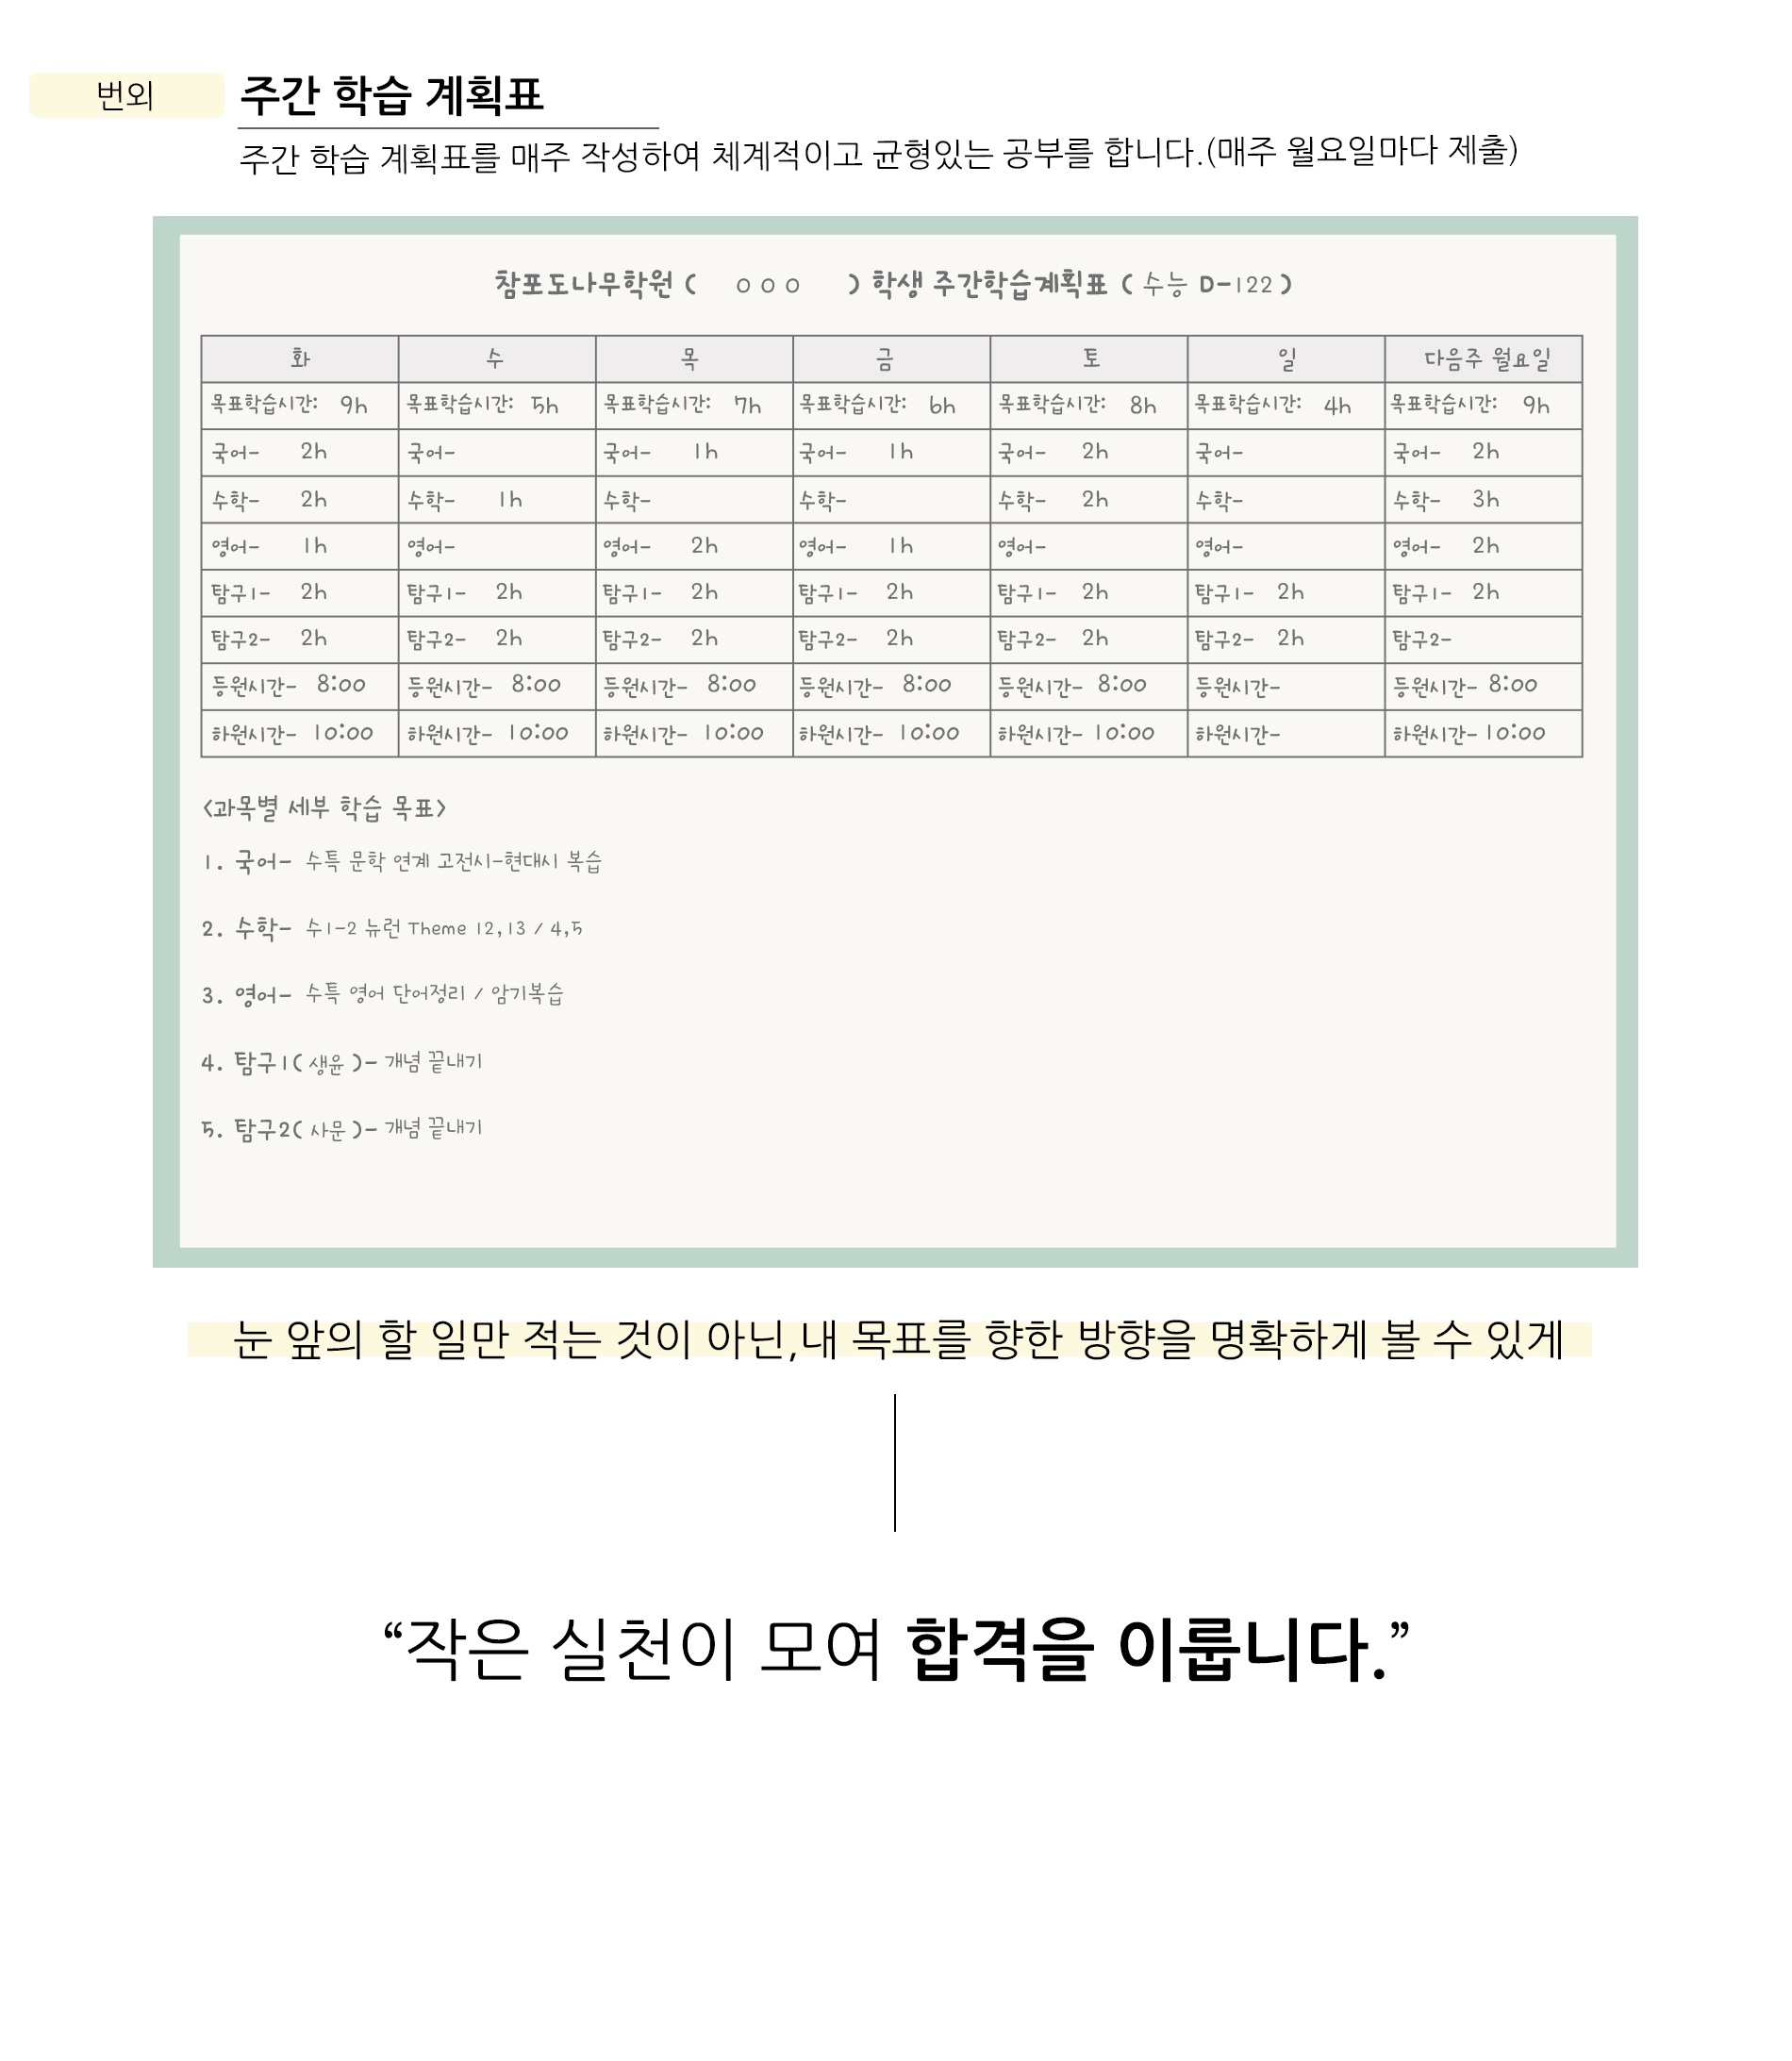 번외
주간 학습 계획표
주간 학습 계획표를 매주 작성하여 체계적이고 균형있는 공부를 합니다.(매주 월요일마다 제출)
참포도나무학원 ( ㅇㅇㅇ ) 학생 주간학습계획표 ( 수능 D-122 )
화 수 목 금 토 일 다음주 월요일
목표학습시간: 9h 목표학습시간: 5h 목표학습시간: 7h 목표학습시간: 6h 목표학습시간: 8h 목표학습시간: 4h 목표학습시간: 9h
국어- 2h 국어- 국어- 1h 국어- 1h 국어- 2h 국어- 국어- 2h
수학- 2h 수학- 1h 수학- 수학- 수학- 2h 수학- 수학- 3h
영어- 1h 영어- 영어- 2h 영어- 1h 영어- 영어- 영어- 2h
탐구1- 2h 탐구1- 2h 탐구1- 2h 탐구1- 2h 탐구1- 2h 탐구1- 2h 탐구1- 2h
탐구2- 2h 탐구2- 2h 탐구2- 2h 탐구2- 2h 탐구2- 2h 탐구2- 2h 탐구2-
등원시간- 8:00 등원시간- 8:00 등원시간- 8:00 등원시간- 8:00 등원시간- 8:00 등원시간- 등원시간- 8:00
하원시간- 10:00 하원시간- 10:00 하원시간- 10:00 하원시간- 10:00 하원시간- 10:00 하원시간- 하원시간- 10:00
<과목별 세부 학습 목표>
1. 국어- 수특 문학 연계 고전시-현대시 복습
2. 수학- 수1-2 뉴런 Theme 12,13 / 4,5
3. 영어- 수특 영어 단어정리 / 암기복습
4. 탐구1( 생윤 )- 개념 끝내기
5. 탐구2( 사문 )- 개념 끝내기
눈 앞의 할 일만 적는 것이 아닌,내 목표를 향한 방향을 명확하게 볼 수 있게
“작은 실천이 모여 합격을 이룹니다.”